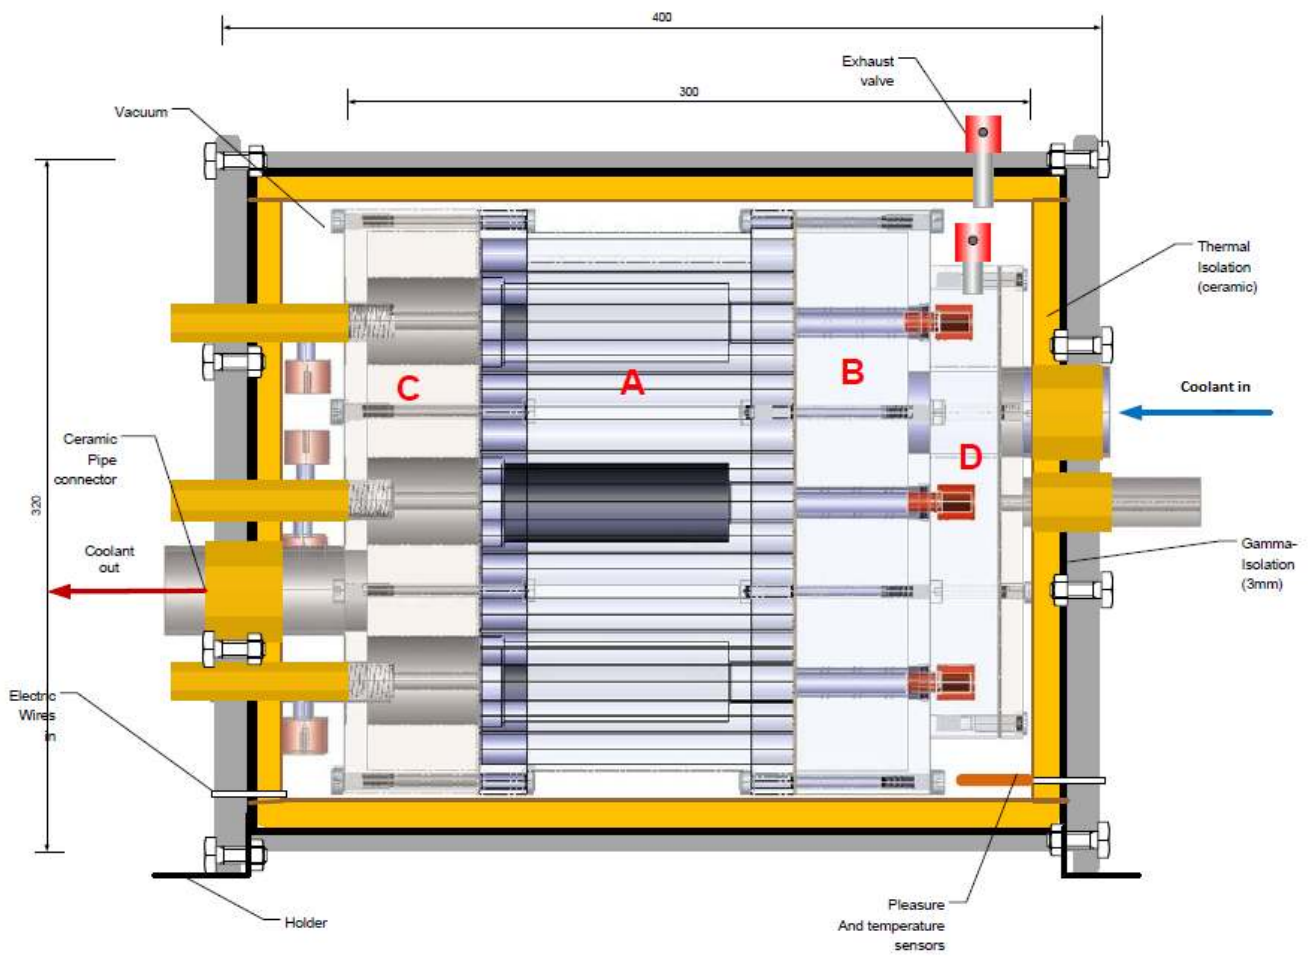 400
Exhaust
valve
300
Vacuum
Thermal
Isolation
(ceramic)
C
A
B
Coolant in
Ceramic
Pipe
connector
D
320
Coolant
out
Gamma-
Isolation
(3mm)
Electric
Wires
in
Pleasure
And temperature
sensors
Holder